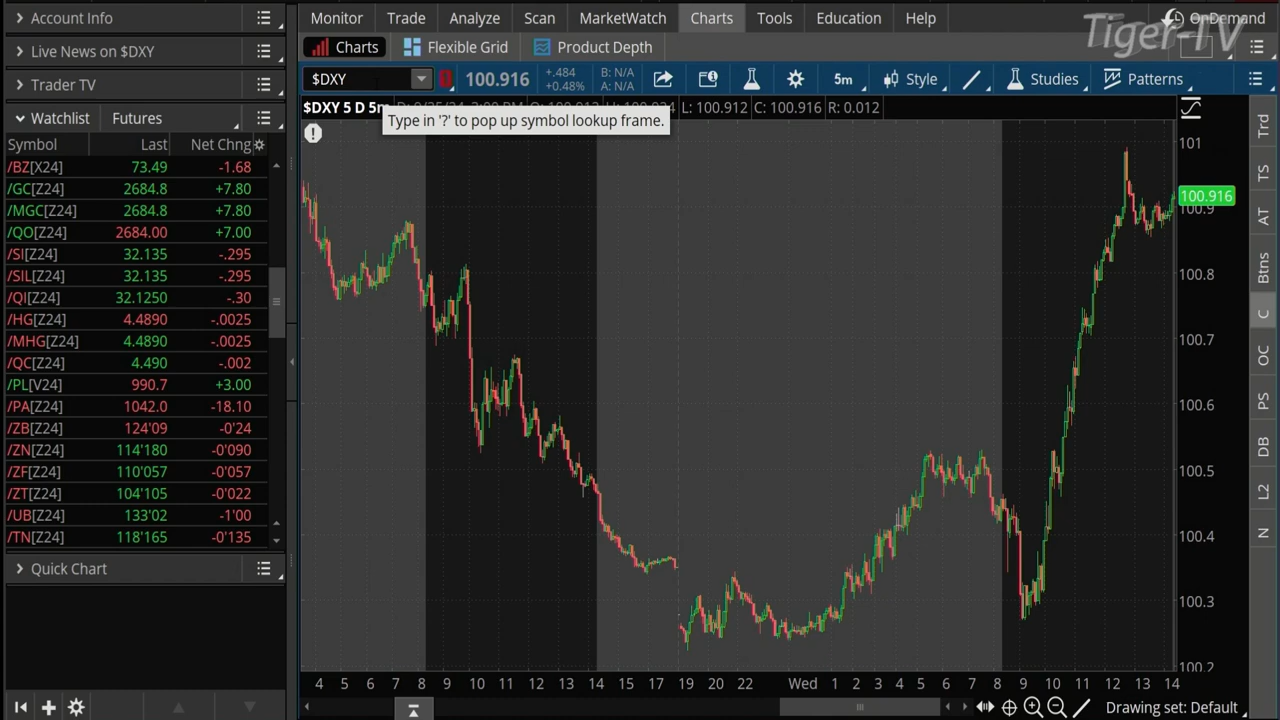 Account Info
Live News on $DXY
Trader TV
Watchlist Futures
Symbol Last Net Chng
/BZ[X24] 73.49 -1.68
/GC[Z24] 2684.8 +7.80
/MGC[Z24] 2684.8 +7.80
/QO[Z24] 2684.00 +7.00
/SI[Z24] 32.135 -.295
/SIL[Z24] 32.135 -.295
/QI[Z24] 32.1250 -.30
/HG[Z24] 4.4890 -.0025
/MHG[Z24] 4.4890 -.0025
/QC[Z24] 4.490 -.002
/PL[V24] 990.7 +3.00
/PA[Z24] 1042.0 -18.10
/ZB[Z24] 124'09 -0'24
/ZN[Z24] 114'180 -0'090
/ZF[Z24] 110'057 -0'057
/ZT[Z24] 104'105 -0'022
/UB[Z24] 133'02 -1'00
/TN[Z24] 118'165 -0'135
Quick Chart
Monitor Trade Analyze Scan MarketWatch Charts Tools Education Help OnDemand
Tiger-TV
Charts Flexible Grid Product Depth
$DXY 100.916 +.484 +0.48% B: N/A A: N/A 5m Style Studies Patterns
$DXY 5 D 5m L: 100.912 C: 100.916 R: 0.012
Type in '?' to pop up symbol lookup frame.
101
100.916
100.9
100.8
100.7
100.6
100.5
100.4
100.3
100.2
4 5 6 7 8 9 10 11 12 13 14 15 17 19 20 22 Wed 1 2 3 4 5 6 7 8 9 10 11 12 13 14
Drawing set: Default
Trd
TS
AT
Btns
C
OC
PS
DB
L2
N